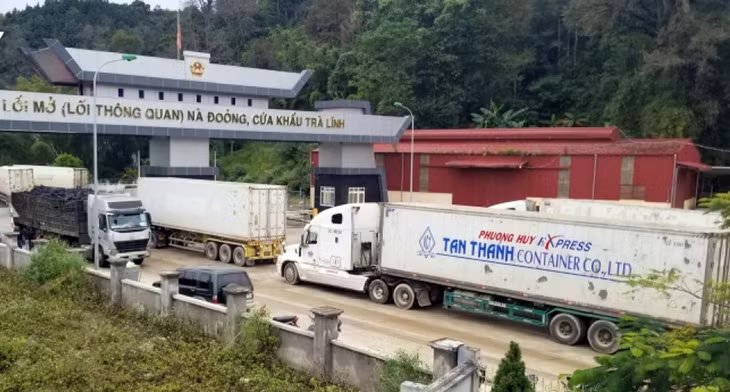 LỐI MỞ (LỐI THÔNG QUAN) NÀ ĐOỎNG, CỬA KHẨU TRÀ LĨNH
PHUONG HUY EXPRESS
TAN THANH CONTAINER CO.,LTD